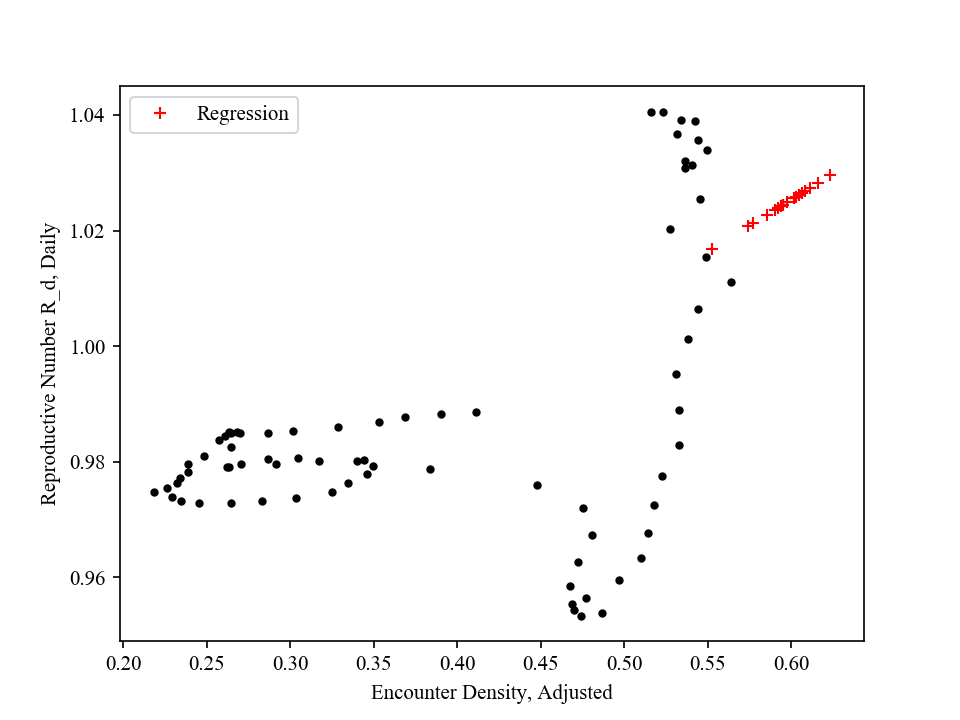 Regression
1.04
1.02
1.00
0.98
0.96
Reproductive Number R_d, Daily
0.20 0.25 0.30 0.35 0.40 0.45 0.50 0.55 0.60
Encounter Density, Adjusted